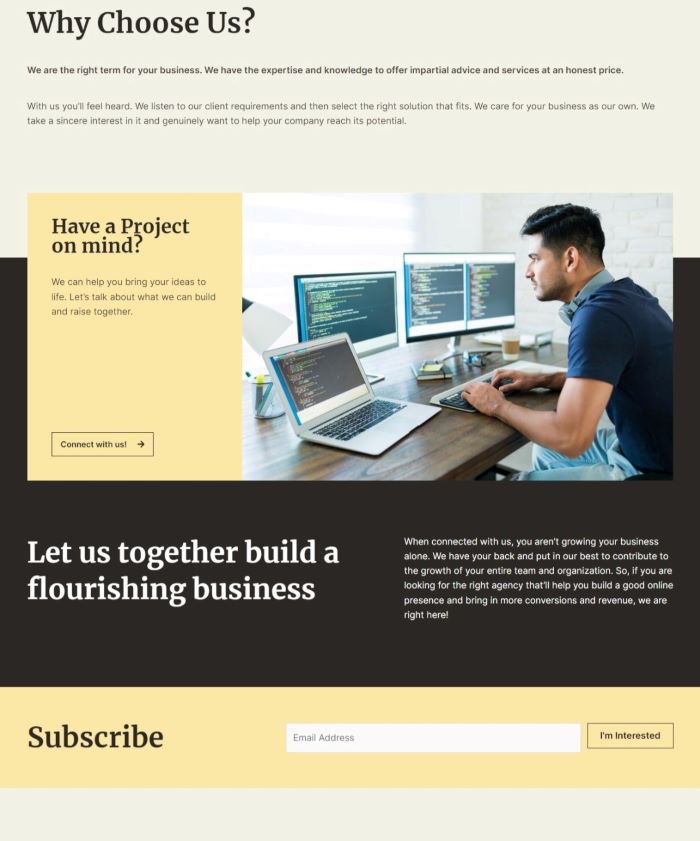 Why Choose Us?
We are the right term for your business. We have the expertise and knowledge to offer impartial advice and services at an honest price.
With us you'll feel heard. We listen to our client requirements and then select the right solution that fits. We care for your business as our own. We
take a sincere interest in it and genuinely want to help your company reach its potential.
Have a Project
on mind?
We can help you bring your ideas to
life. Let's talk about what we can build
and raise together.
Connect with us! →
Let us together build a
flourishing business
When connected with us, you aren't growing your business
alone. We have your back and put in our best to contribute to
the growth of your entire team and organization. So, if you are
looking for the right agency that'll help you build a good online
presence and bring in more conversions and revenue, we are
right here!
Subscribe
Email Address
I'm Interested